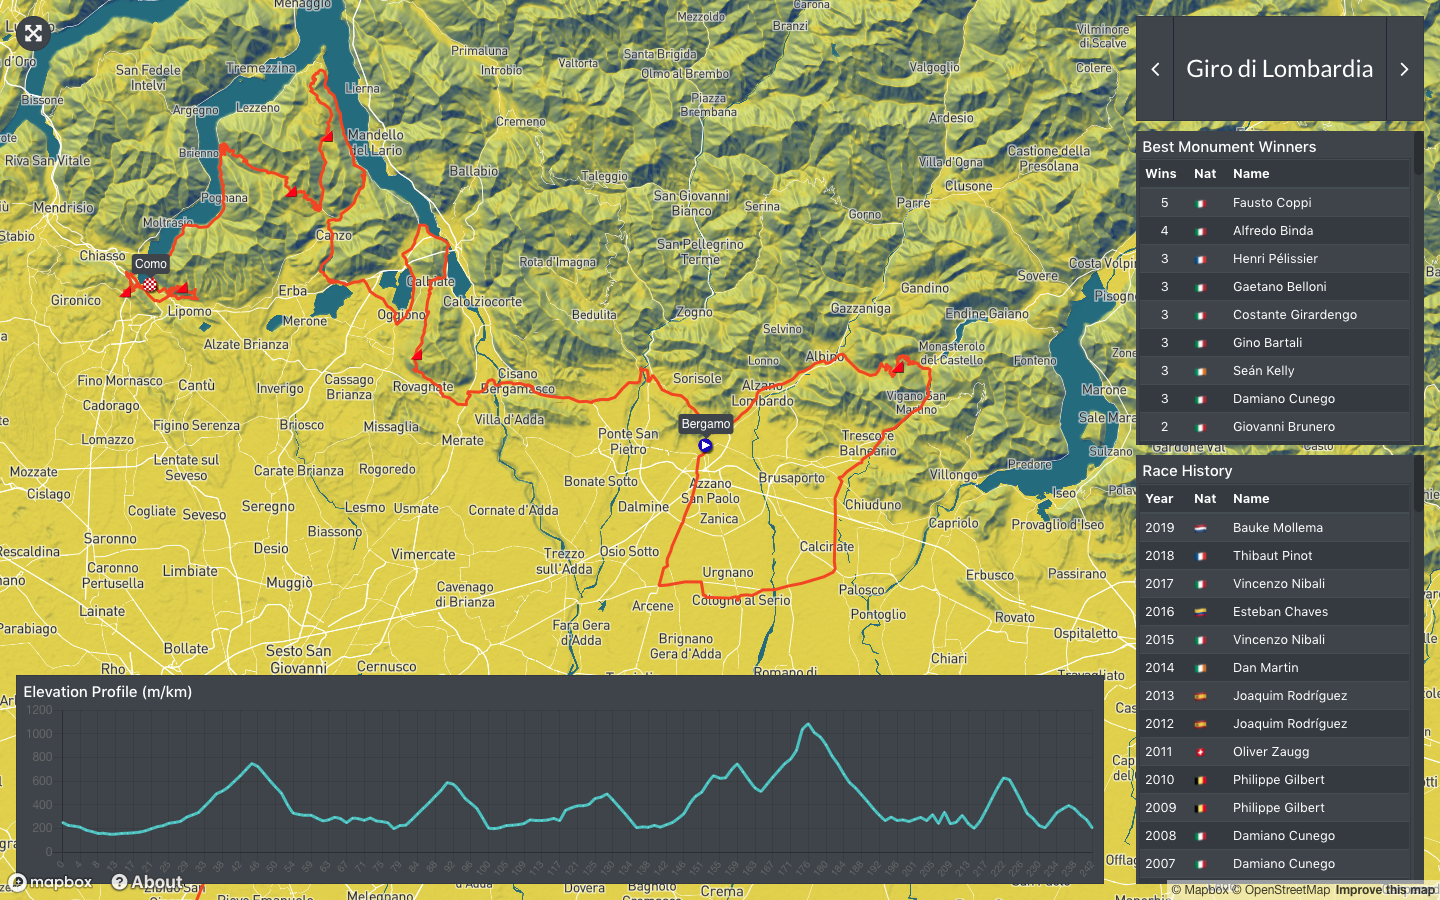 Giro di Lombardia
Best Monument Winners
Wins Nat Name
5 Fausto Coppi
4 Alfredo Binda
3 Henri Pélissier
3 Gaetano Belloni
3 Costante Girardengo
3 Gino Bartali
3 Seán Kelly
3 Damiano Cunego
2 Giovanni Brunero
Race History
Year Nat Name
2019 Bauke Mollema
2018 Thibaut Pinot
2017 Vincenzo Nibali
2016 Esteban Chaves
2015 Vincenzo Nibali
2014 Dan Martin
2013 Joaquim Rodríguez
2012 Joaquim Rodríguez
2011 Oliver Zaugg
2010 Philippe Gilbert
2009 Philippe Gilbert
2008 Damiano Cunego
2007 Damiano Cunego
Menaggio
Mezzoldo
Carona
Branzi
Vilminore
di Scalve
d'Oro
San Fedele
Intelvi
Tremezzina
Primaluna
Introbio
Valtorta
Santa Brigida
Olmo al Brembo
Valgoglio
Colere
Bissone
Argegno
Lezzeno
Lierna
Piazza
Brembana
Cremeno
Ardesio
Mandello
del Lario
Riva San Vitale
Brienno
Ballabio
Taleggio
Villa d'Ogna
Castione della
Presolana
Clusone
Mendrisio
Pognana
San Giovanni
Bianco
Serina
Parre
Gorno
Moltrasio
Stabio
Canzo
Chiasso
Como
San Pellegrino
Terme
Rota d'Imagna
Costa Volpin
Sovere
Gironico
Erba
Galbiate
Calolziocorte
Gandino
Pisogn
Lipomo
Merone
Oggiono
Bedulita
Zogno
Gazzaniga
Endine Gaiano
Selvino
Alzate Brianza
Lonno
Albino
Monasterolo
del Castello
Fonteno
Zone
Fino Mornasco
Cantù
Inverigo
Cassago
Brianza
Rovagnate
Cisano
Bergamasco
Sorisole
Alzano
Lombardo
Vigano San
Martino
Marone
Cadorago
Figino Serenza
Briosco
Missaglia
Merate
Villa d'Adda
Bergamo
Sale Mara
Lomazzo
Ponte San
Pietro
Trescore
Balneario
Sulzano
Lentate sul
Seveso
Carate Brianza
Rogoredo
Mozzate
Bonate Sotto
Azzano
San Paolo
Brusaporto
Villongo
Predore
Iseo
Cislago
Cogliate
Seveso
Seregno
Lesmo
Usmate
Cornate d'Adda
Dalmine
Zanica
Chiuduno
Capriolo
Provaglio d'Iseo
Saronno
Biassono
Desio
Vimercate
Trezzo
sull'Adda
Osio Sotto
Calcinate
Rescaldina
Caronno
Pertusella
Limbiate
Muggiò
Cavenago
di Brianza
Urgnano
Erbusco
Passirano
Palosco
Lainate
Arcene
Cologno al Serio
Pontoglio
Rovato
Parabiago
Fara Gera
d'Adda
Brignano
Gera d'Adda
Ospitaletto
Bollate
Sesto San
Giovanni
Cernusco
Chiari
Rho
Romano di
Travagliato
Elevation Profile (m/km)
1200
1000
800
600
400
200
0
mapbox
About
Dovera
Crema
Melegnano
© Mapbox © OpenStreetMap Improve this map